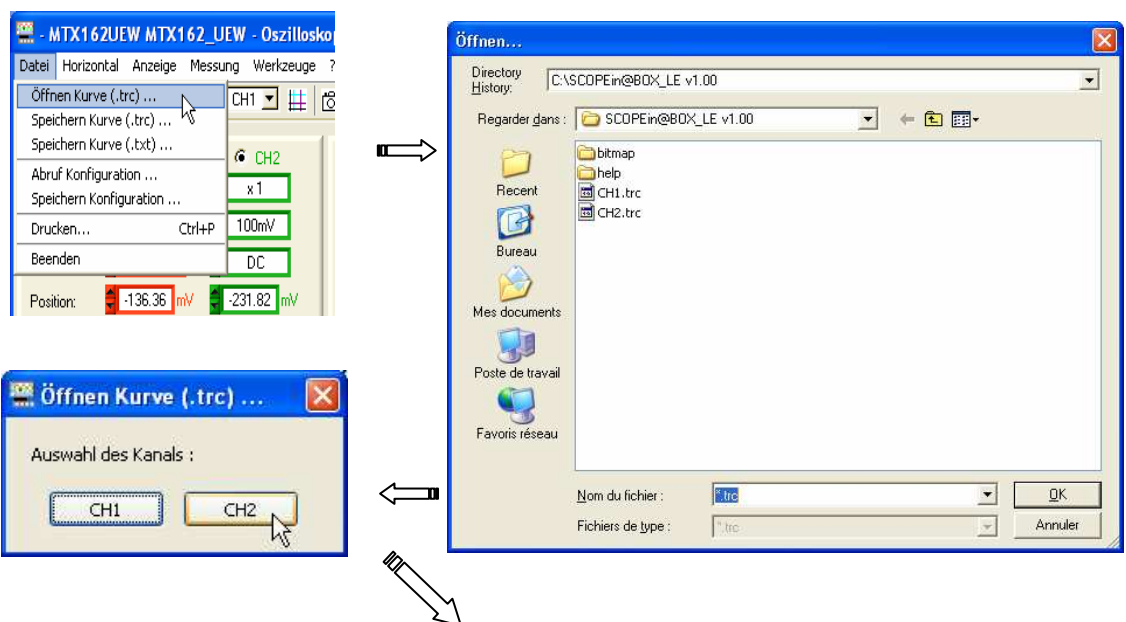 - MTX162UEW MTX162_UEW - Oszillosko
Datei Horizontal Anzeige Messung Werkzeuge ?
Öffnen Kurve (.trc) ...
CH1
Speichern Kurve (.trc) ...
Speichern Kurve (.txt) ...
CH2
Abruf Konfiguration ...
x 1
Speichern Konfiguration ...
Drucken... Ctrl+P
100mV
Beenden
DC
Position: -136.36 mV -231.82 mV
Öffnen...
Directory History: C:\SCOPEin@BOX_LE v1.00
Regarder dans : SCOPEin@BOX_LE v1.00
bitmap
help
CH1.trc
CH2.trc
Recent
Bureau
Mes documents
Poste de travail
Favoris réseau
Nom du fichier : *.trc OK
Fichiers de type : *.trc Annuler
Öffnen Kurve (.trc) ...
Auswahl des Kanals :
CH1 CH2